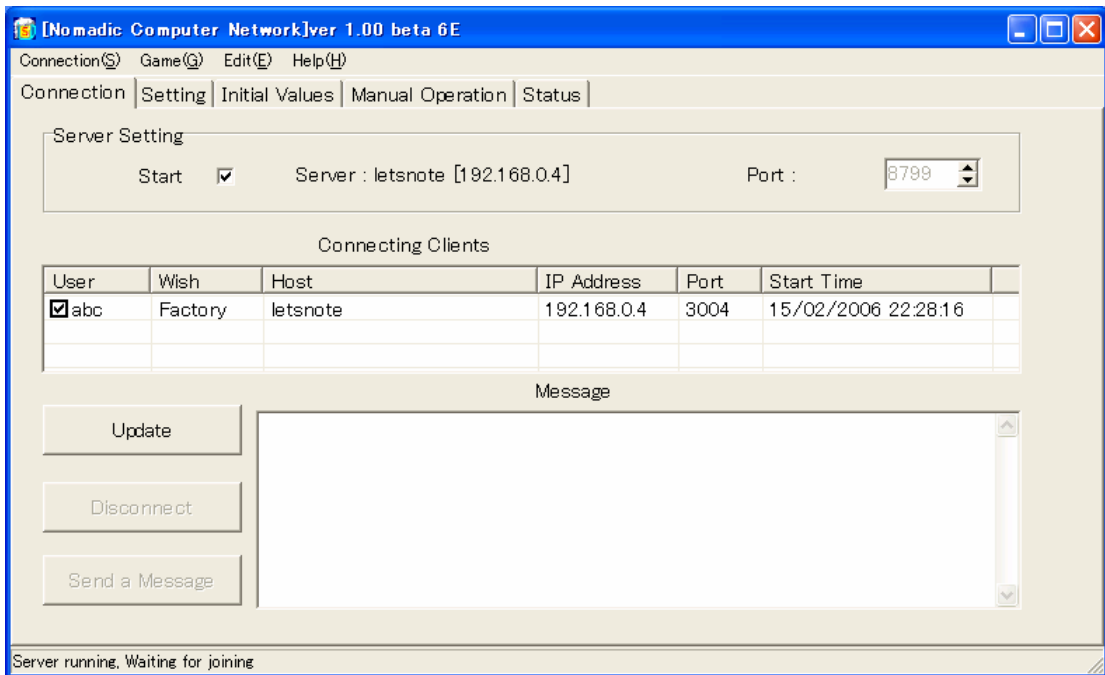 [Nomadic Computer Network]ver 1.00 beta 6E
Connection(S) Game(G) Edit(E) Help(H)
Connection Setting Initial Values Manual Operation Status
Server Setting
Start Server : letsnote [192.168.0.4] Port : 8799
Connecting Clients
User Wish Host IP Address Port Start Time
abc Factory letsnote 192.168.0.4 3004 15/02/2006 22:28:16
Message
Update
Disconnect
Send a Message
Server running, Waiting for joining